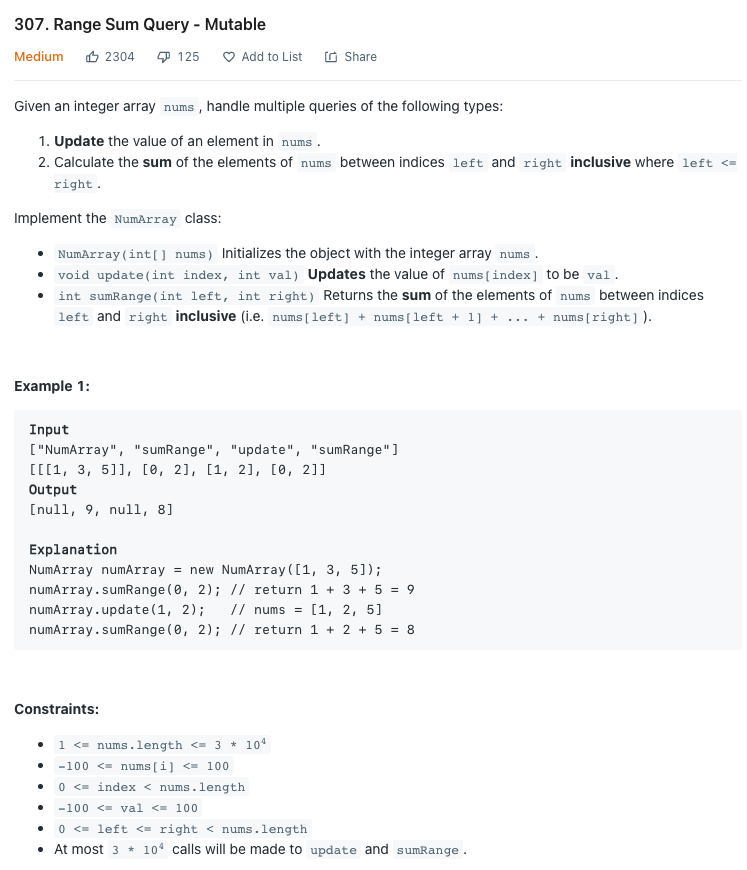 307. Range Sum Query - Mutable
Medium 2304 125 Add to List Share
Given an integer array nums , handle multiple queries of the following types:
1. Update the value of an element in nums .
2. Calculate the sum of the elements of nums between indices left and right inclusive where left <=
right .
Implement the NumArray class:
• NumArray(int[] nums) Initializes the object with the integer array nums .
• void update(int index, int val) Updates the value of nums[index] to be val .
• int sumRange(int left, int right) Returns the sum of the elements of nums between indices
left and right inclusive (i.e. nums[left] + nums[left + 1] + ... + nums[right] ).
Example 1:
Input
["NumArray", "sumRange", "update", "sumRange"]
[[[1, 3, 5]], [0, 2], [1, 2], [0, 2]]
Output
[null, 9, null, 8]
Explanation
NumArray numArray = new NumArray([1, 3, 5]);
numArray.sumRange(0, 2); // return 1 + 3 + 5 = 9
numArray.update(1, 2);   // nums = [1, 2, 5]
numArray.sumRange(0, 2); // return 1 + 2 + 5 = 8
Constraints:
• 1 <= nums.length <= 3 * 10⁴
• -100 <= nums[i] <= 100
• 0 <= index < nums.length
• -100 <= val <= 100
• 0 <= left <= right < nums.length
• At most 3 * 10⁴ calls will be made to update and sumRange .